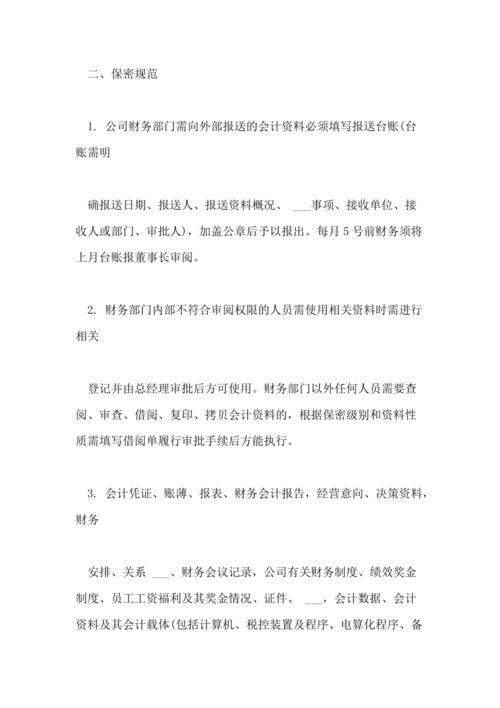 二、保密规范
1. 公司财务部门需向外部报送的会计资料必须填写报送台账(台
账需明
确报送日期、报送人、报送资料概况、 ___事项、接收单位、接
收人或部门、审批人)，加盖公章后予以报出。每月5号前财务须将
上月台账报董事长审阅。
2. 财务部门内部不符合审阅权限的人员需使用相关资料时需进行
相关
登记并由总经理审批后方可使用。财务部门以外任何人员需要查
阅、审查、借阅、复印、拷贝会计资料的，根据保密级别和资料性
质需填写借阅单履行审批手续后方能执行。
3. 会计凭证、账薄、报表、财务会计报告，经营意向、决策资料，
财务
安排、关系 ___、财务会议记录，公司有关财务制度、绩效奖金
制度、员工工资福利及其奖金情况、证件、 ___，会计数据、会计
资料及其会计载体(包括计算机、税控装置及程序、电算化程序、备